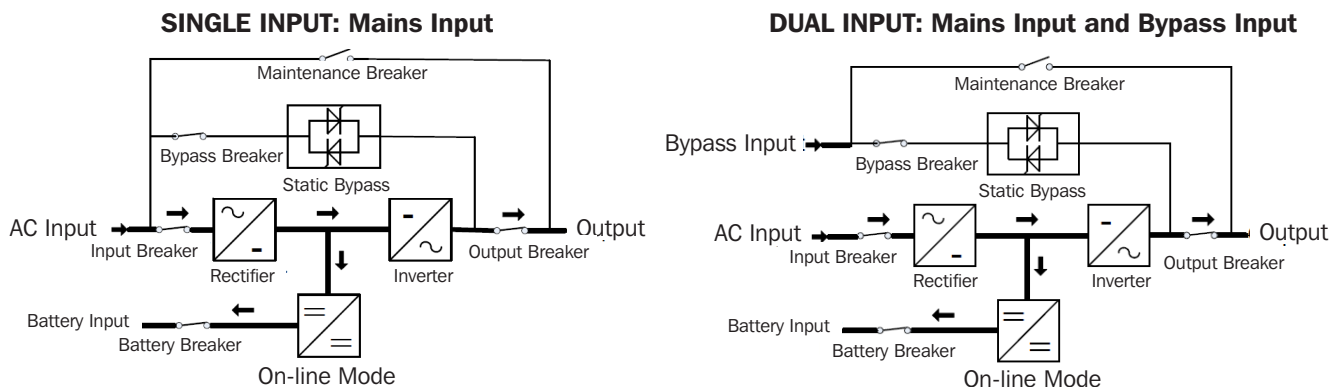 SINGLE INPUT: Mains Input
Maintenance Breaker
Bypass Breaker
Static Bypass
AC Input
Input Breaker
Rectifier
Inverter
Output Breaker
Output
Battery Input
Battery Breaker
On-line Mode
DUAL INPUT: Mains Input and Bypass Input
Maintenance Breaker
Bypass Input
Bypass Breaker
Static Bypass
AC Input
Input Breaker
Rectifier
Inverter
Output Breaker
Output
Battery Input
Battery Breaker
On-line Mode